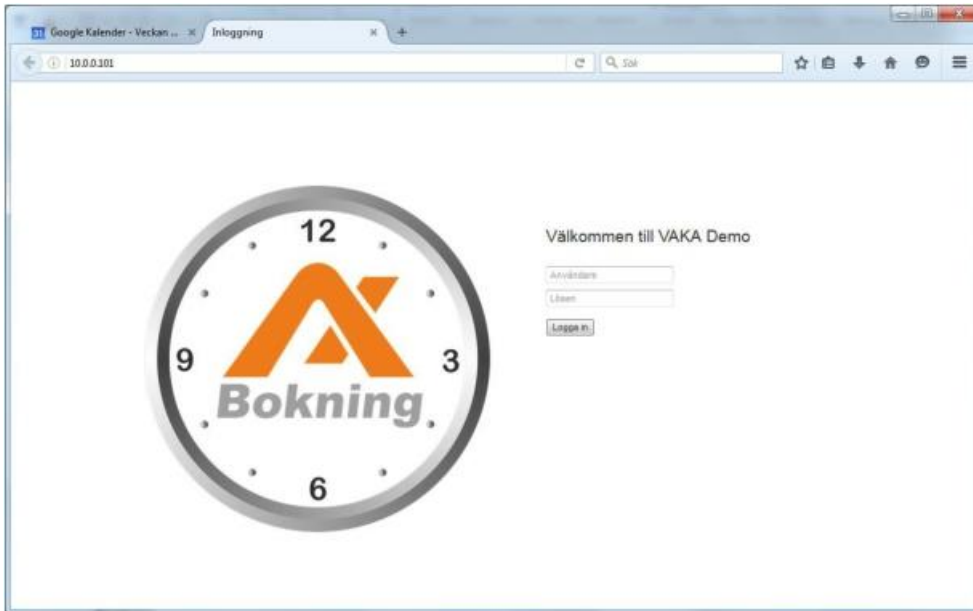 Google Kalender - Veckan ...
Inloggning
10.0.0.101
Sök
Välkommen till VAKA Demo
Användare
Lösen
Logga in
12
9
3
6
Bokning